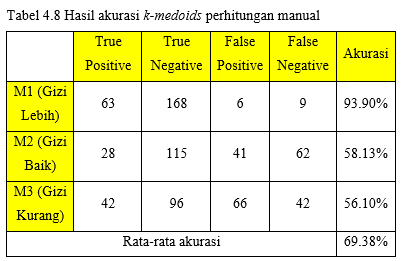 Tabel 4.8 Hasil akurasi k-medoids perhitungan manual
True Positive True Negative False Positive False Negative Akurasi
M1 (Gizi Lebih) 63 168 6 9 93.90%
M2 (Gizi Baik) 28 115 41 62 58.13%
M3 (Gizi Kurang) 42 96 66 42 56.10%
Rata-rata akurasi 69.38%